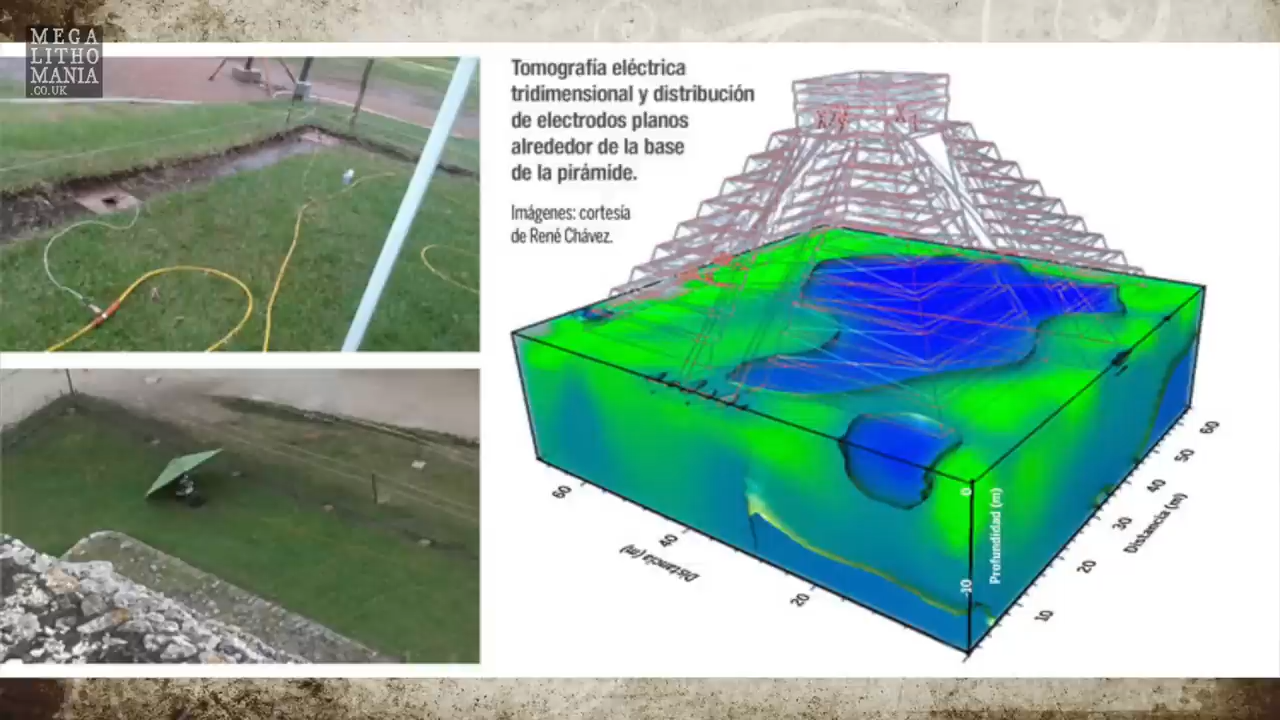 MEGA
LITHO
MANIA
.CO.UK
Tomografía eléctrica
tridimensional y distribución
de electrodos planos
alrededor de la base
de la pirámide.
Imágenes: cortesía
de René Chávez.
0
Profundidad (m)
10
60
40
Distancia (m)
20
60
50
40
Distancia (m)
30
20
10